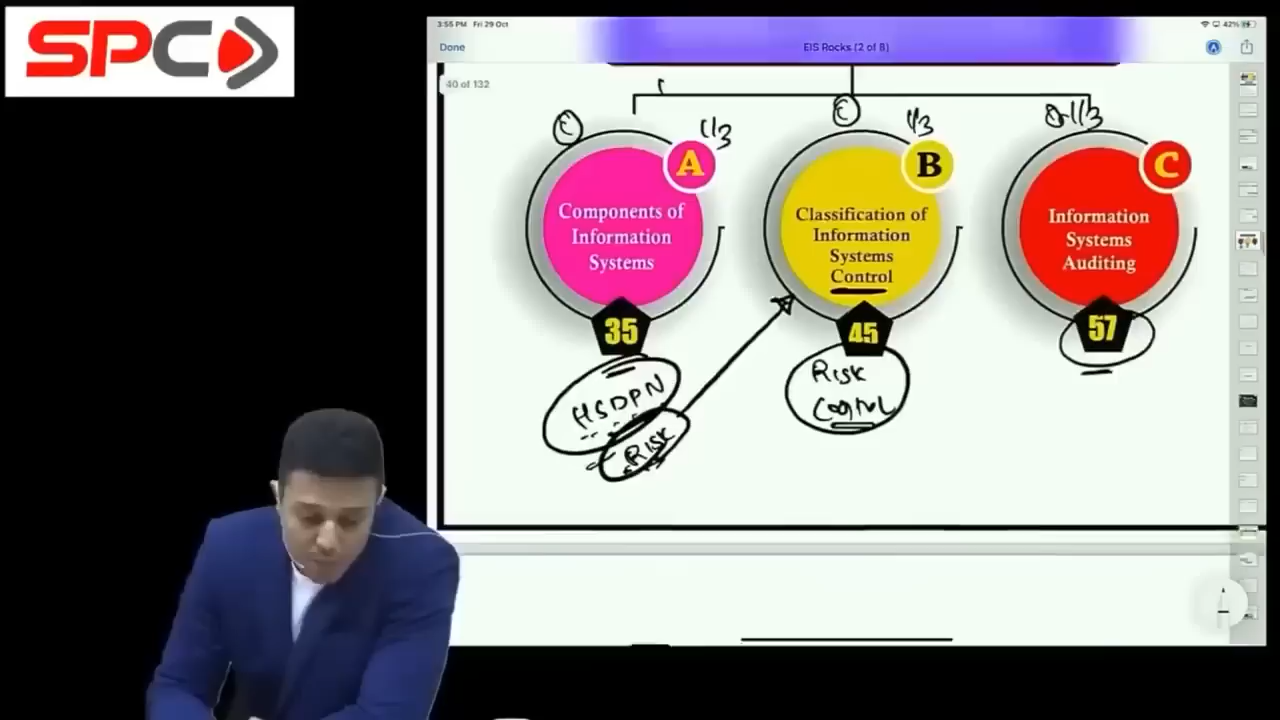 SPC
3:55 PM Fri 29 Oct
42%
Done
EIS Rocks (2 of 8)
40 of 132
1/3
1/3
1/3
A
B
C
Components of
Information
Systems
Classification of
Information
Systems
Control
Information
Systems
Auditing
35
45
57
HSDPN
Risk
Risk
Control